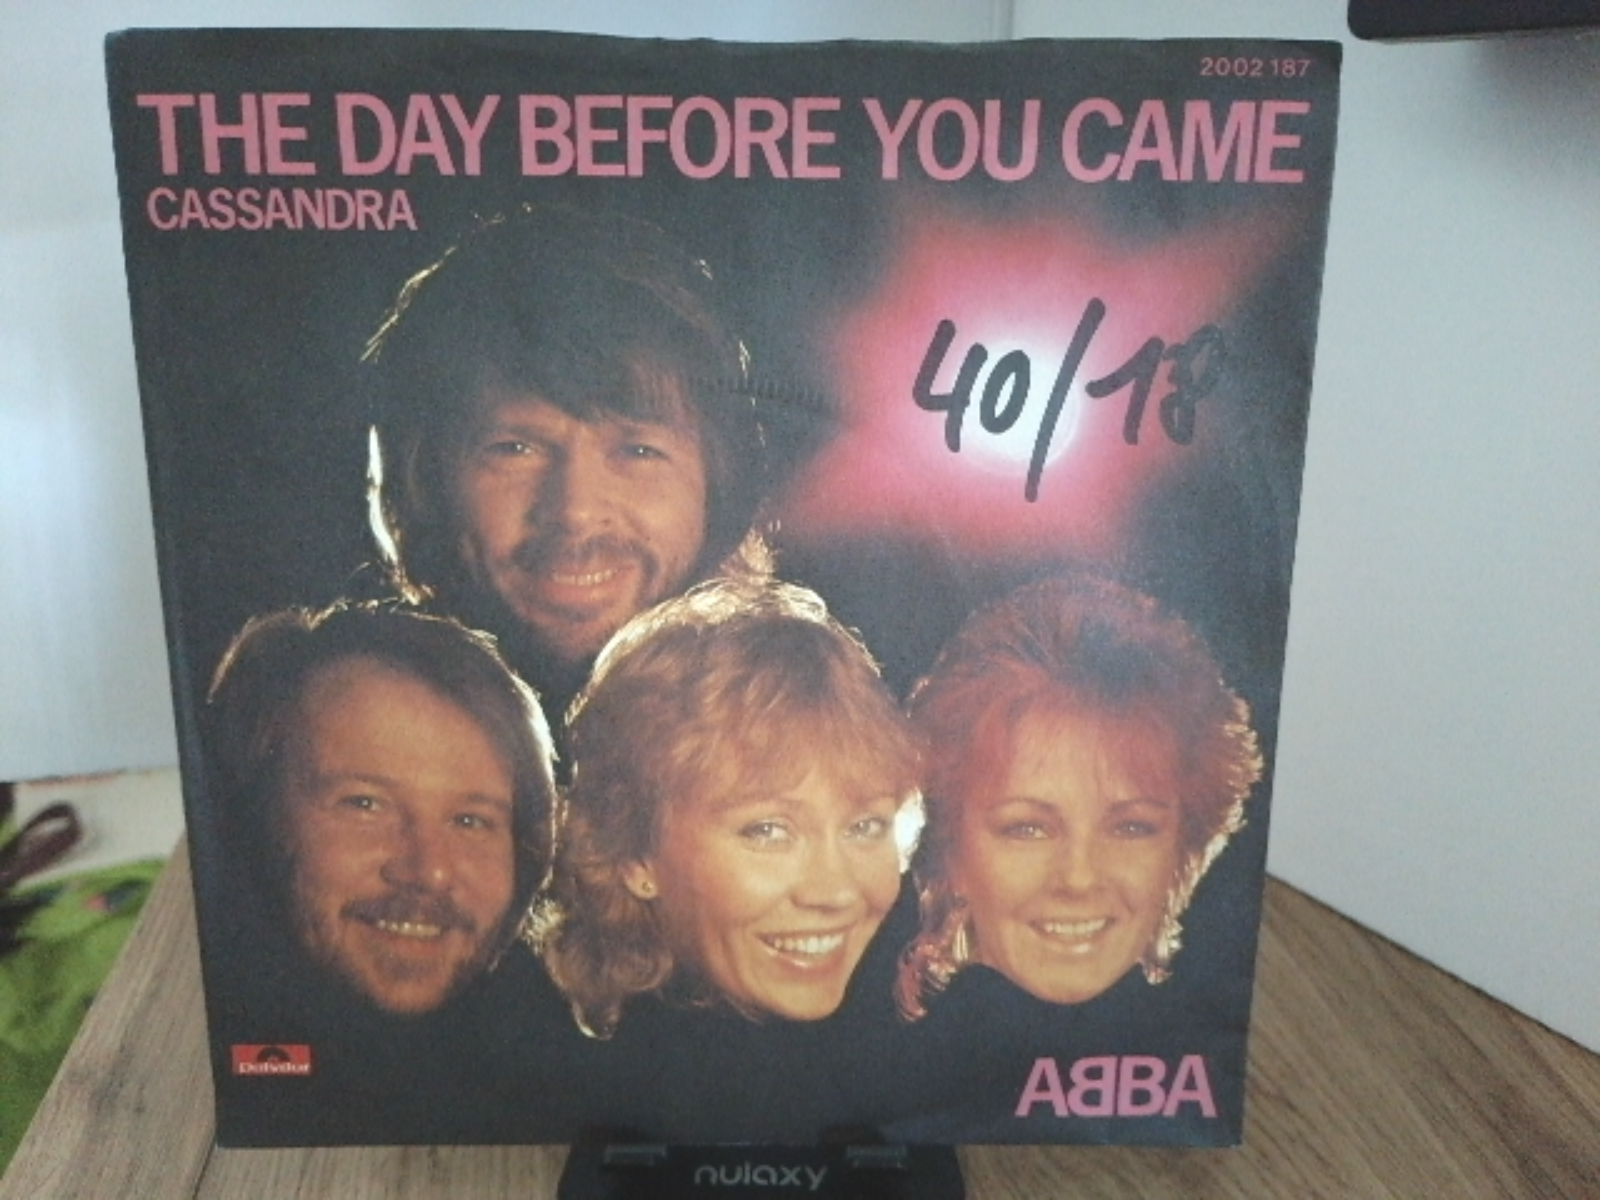 2002 187
THE DAY BEFORE YOU CAME
CASSANDRA
40/18
Polydor
ABBA
nulaxy